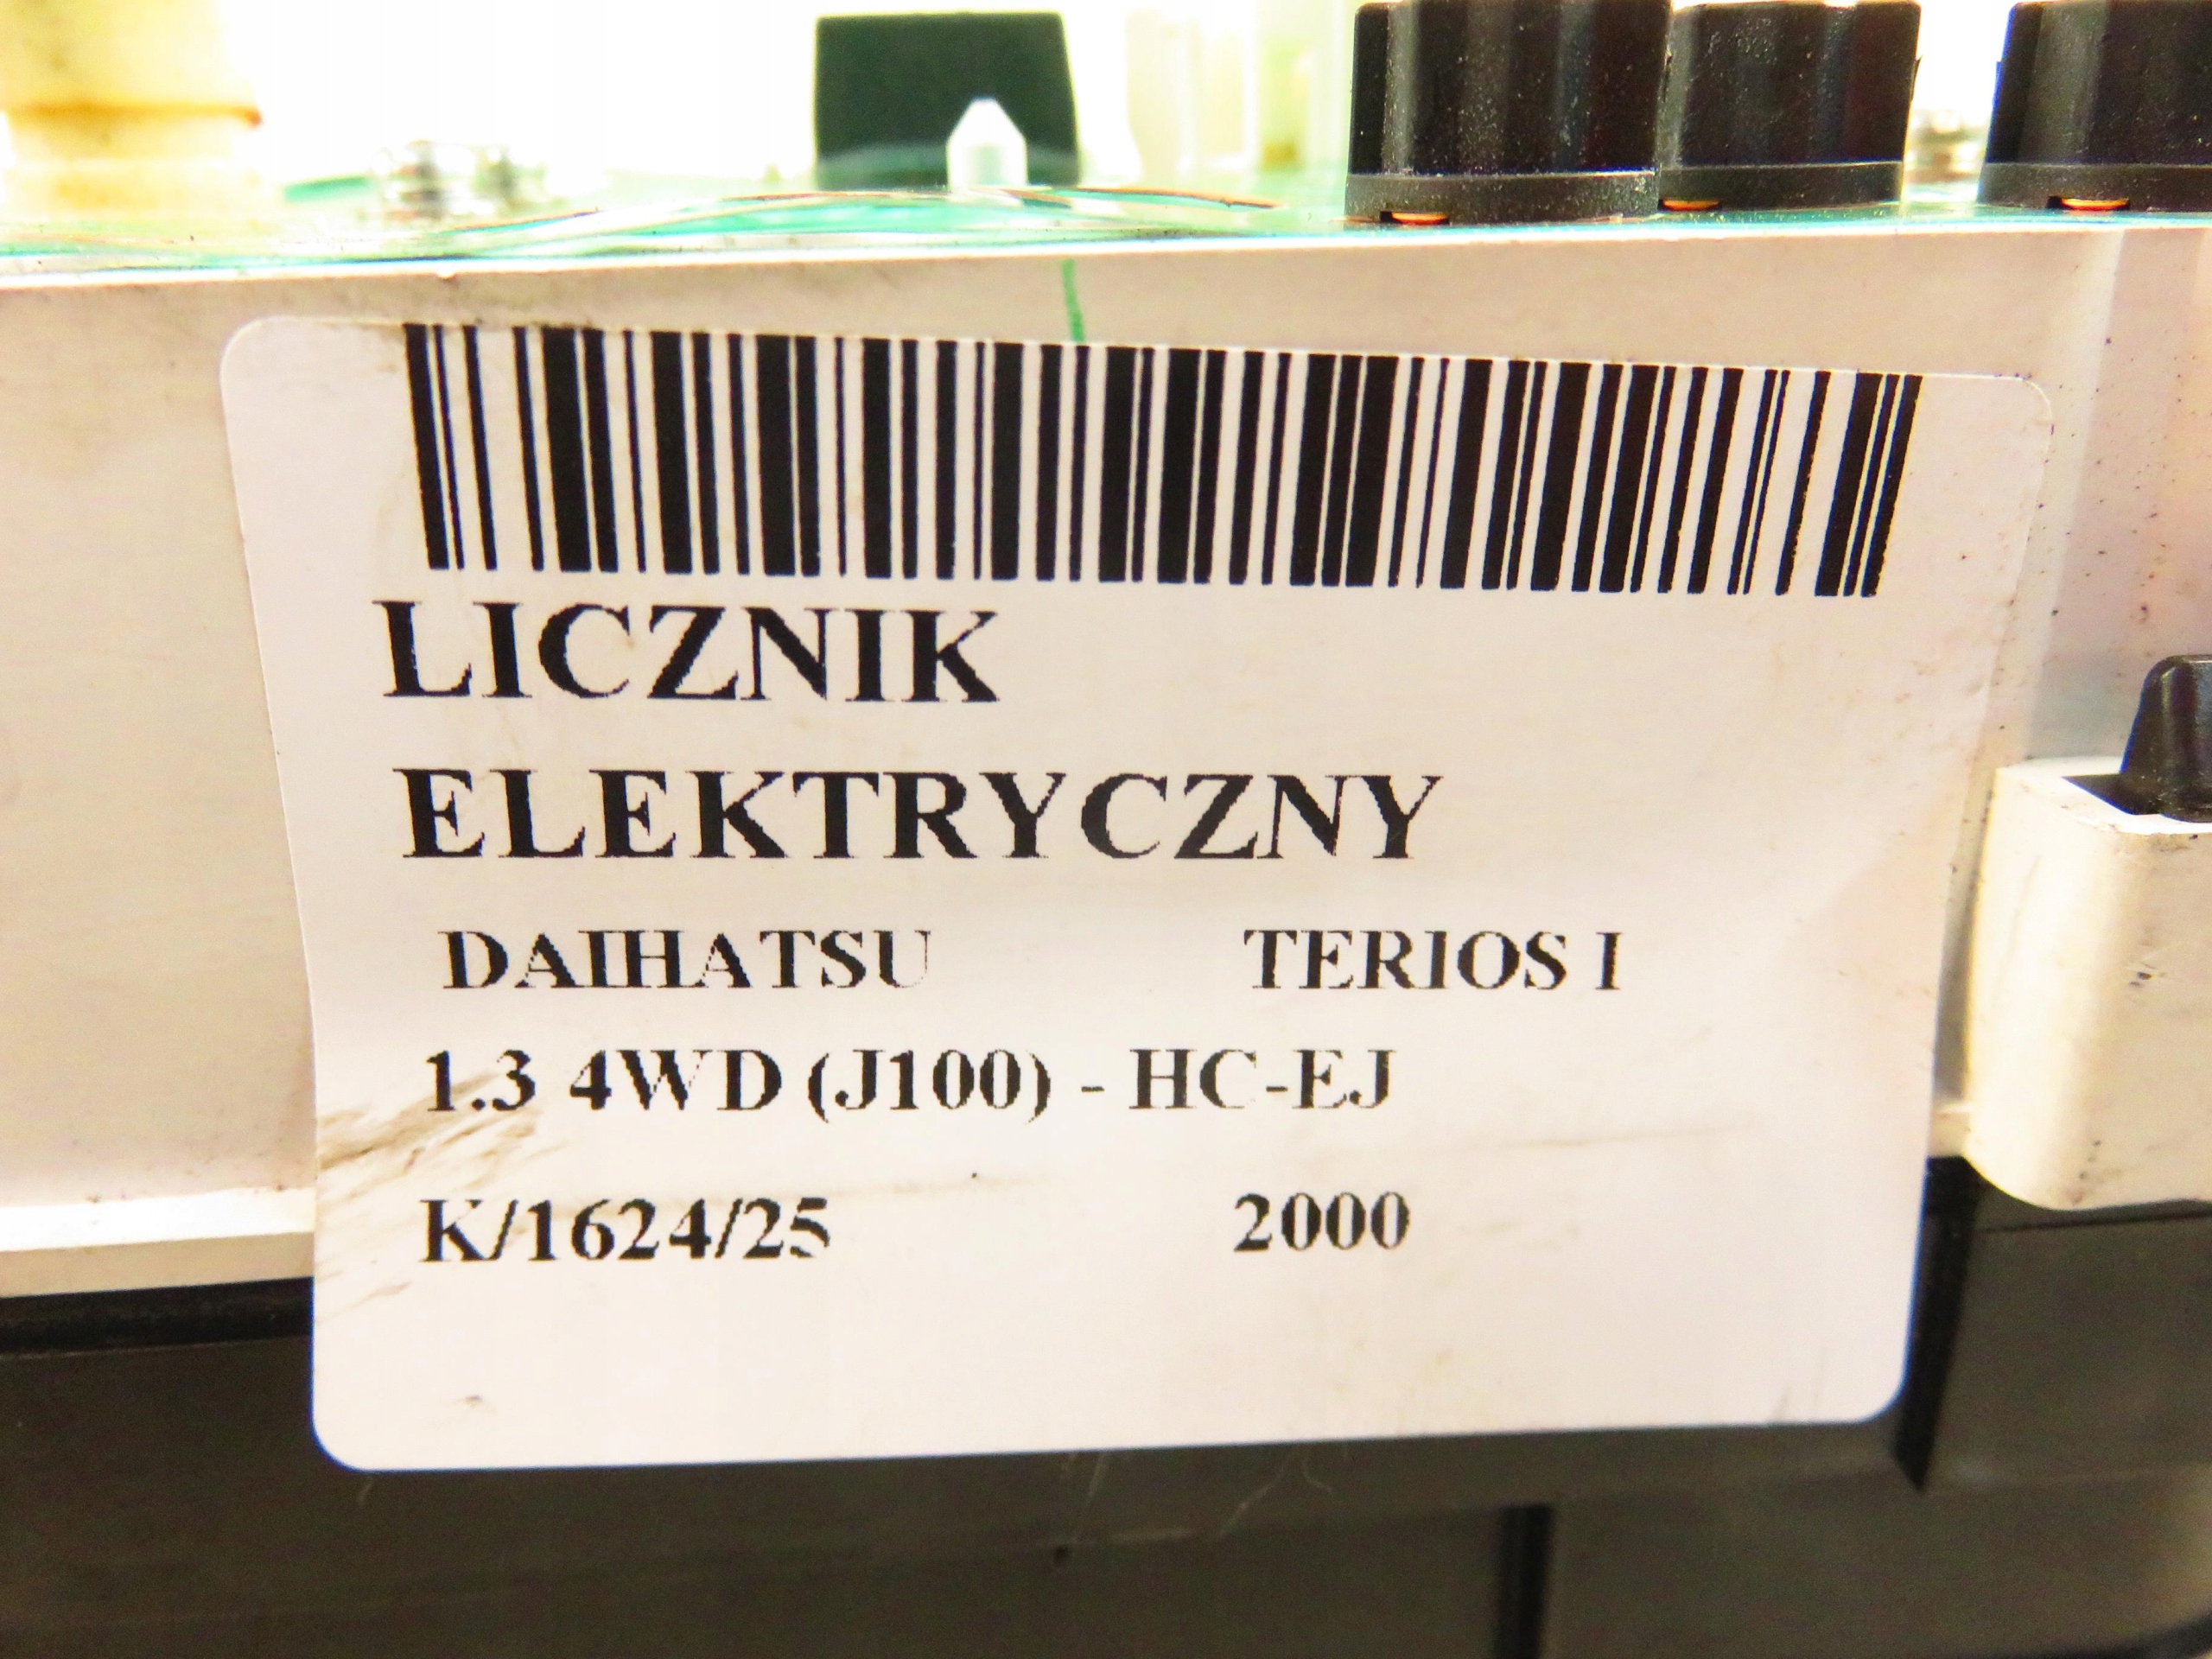 LICZNIK
ELEKTRYCZNY
DAIHATSU TERIOS I
1.3 4WD (J100) - HC-EJ
K/1624/25 2000